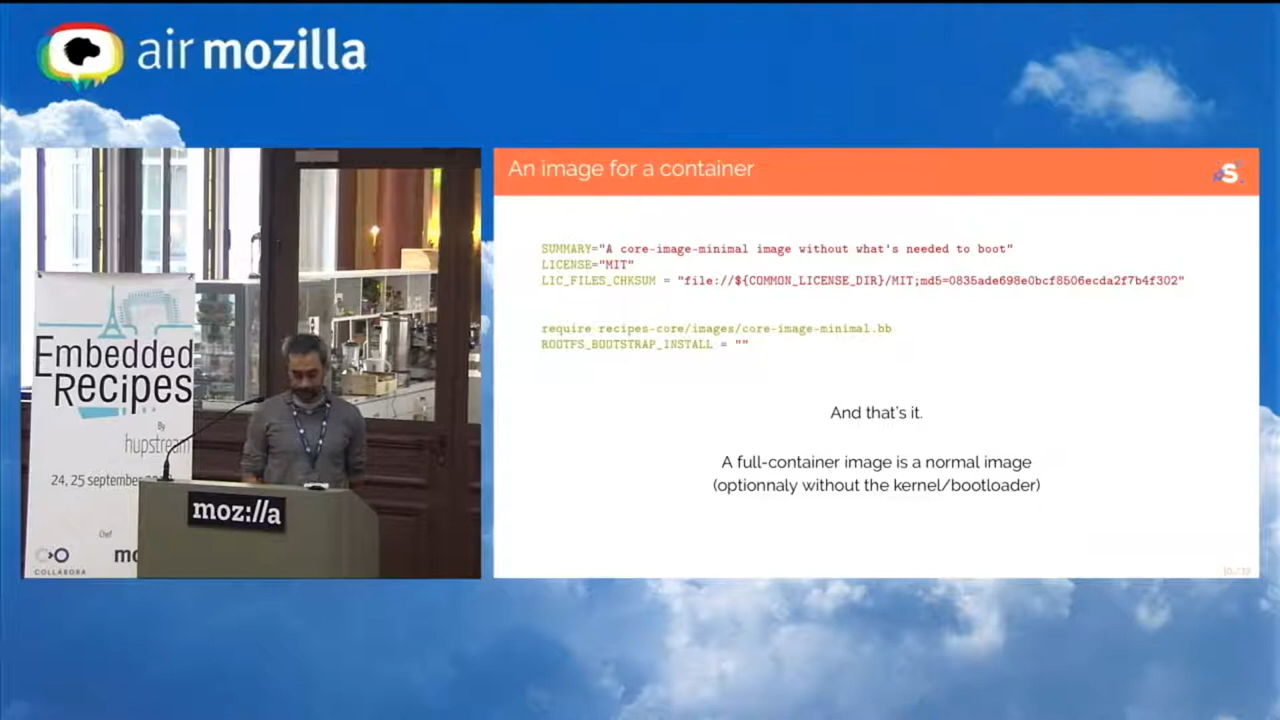 air mozilla
An image for a container
S
SUMMARY="A core-image-minimal image without what's needed to boot"
LICENSE="MIT"
LIC_FILES_CHKSUM = "file://${COMMON_LICENSE_DIR}/MIT;md5=0835ade698e0bcf8506ecda2f7b4f302"
require recipes-core/images/core-image-minimal.bb
ROOTFS_BOOTSTRAP_INSTALL = ""
And that's it.
A full-container image is a normal image
(optionnaly without the kernel/bootloader)
Embedded
Recipes
By
hupstream
24, 25 september
Chef
COLLABORA
moz://a